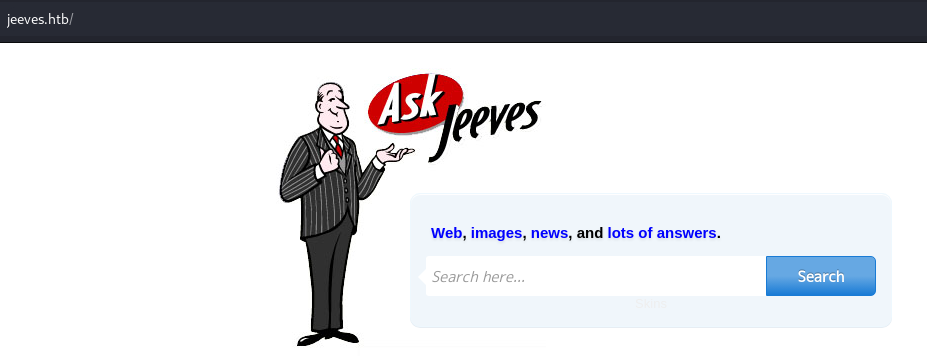 jeeves.htb/
Ask
Jeeves
Web, images, news, and lots of answers.
Search here...
Search